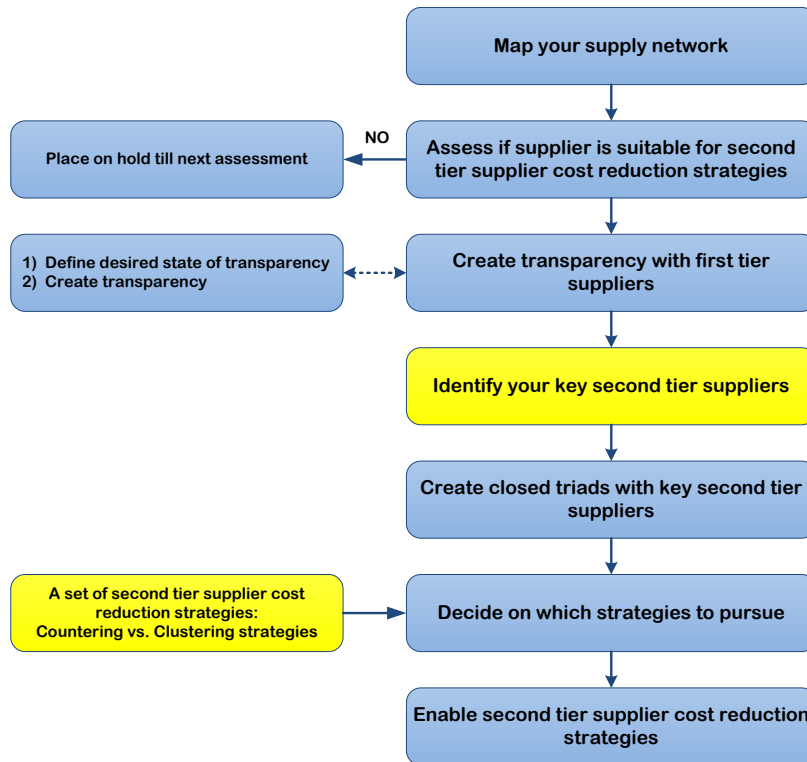 Map your supply network
NO
Place on hold till next assessment
Assess if supplier is suitable for second
tier supplier cost reduction strategies
1) Define desired state of transparency
2) Create transparency
Create transparency with first tier
suppliers
Identify your key second tier suppliers
Create closed triads with key second tier
suppliers
A set of second tier supplier cost
reduction strategies:
Countering vs. Clustering strategies
Decide on which strategies to pursue
Enable second tier supplier cost reduction
strategies